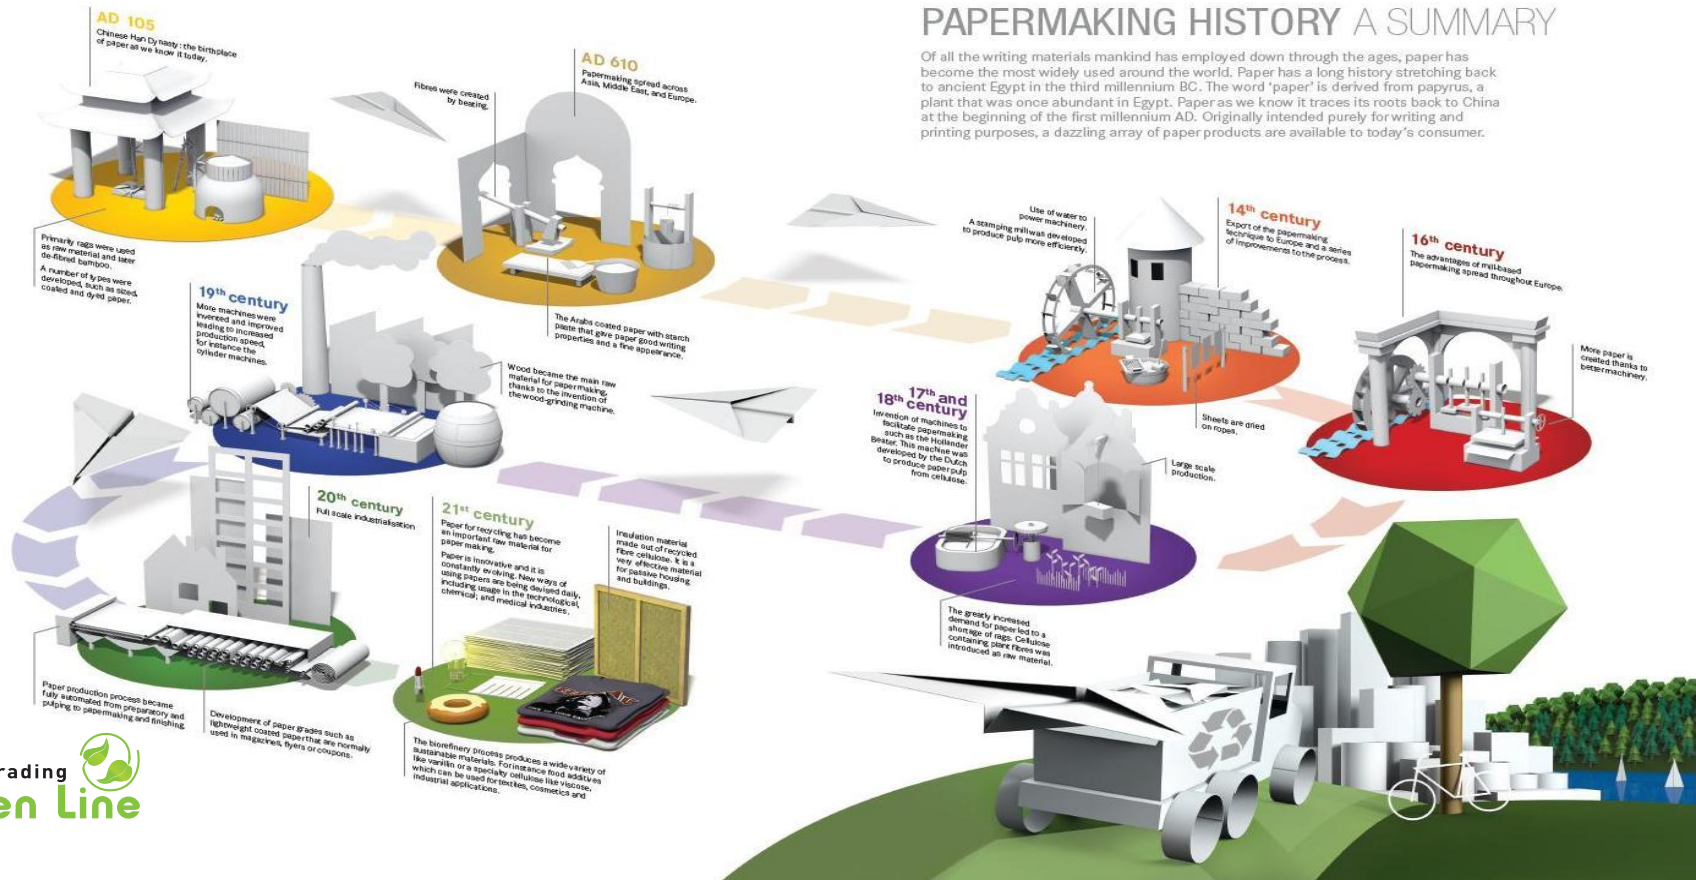 PAPERMAKING HISTORY A SUMMARY
Of all the writing materials mankind has employed down through the ages, paper has
become the most widely used around the world. Paper has a long history stretching back
to ancient Egypt in the third millennium BC. The word 'paper' is derived from papyrus, a
plant that was once abundant in Egypt. Paper as we know it traces its roots back to China
at the beginning of the first millennium AD. Originally intended purely for writing and
printing purposes, a dazzling array of paper products are available to today's consumer.
AD 105
Chinese Han Dynasty: the birthplace
of paper as we know it today.
Primarily rags were used
as raw material and later
de-fibred bamboo.
A number of types were
developed, such as sized,
coated and dyed paper.
Fibres were created
by beating.
AD 610
Papermaking spread across
Asia, Middle East, and Europe.
The Arabs coated paper with starch
paste that gave paper good writing
properties and a fine appearance.
Use of water to
power machinery.
A stamping mill was developed
to produce pulp more efficiently.
14th century
Export of the papermaking
technique to Europe and a series
of improvements to the process.
Sheets are dried
on ropes.
16th century
The advantages of mill-based
papermaking spread throughout Europe.
More paper is
created thanks to
better machinery.
17th and
18th century
Invention of machines to
facilitate papermaking
such as the Hollander
Beater. This machine was
developed by the Dutch
to produce paper pulp
from cellulose.
Large scale
production.
The greatly increased
demand for paper led to a
shortage of rags. Cellulose
containing plant fibres was
introduced as raw material.
19th century
More machines were
invented and improved
leading to increased
production speed,
for instance the
cylinder machines.
Wood became the main raw
material for papermaking,
thanks to the invention of
the wood-grinding machine.
20th century
Full scale industrialisation
Paper production process became
fully automated from preparatory and
pulping to papermaking and finishing.
Development of paper grades such as
lightweight coated paper that are normally
used in magazines, flyers or coupons.
21st century
Paper for recycling has become
an important raw material for
paper making.
Paper is innovative and it is
constantly evolving. New ways of
using papers are being devised daily,
including usage in the technological,
chemical, and medical industries.
Insulation material
made out of recycled
fibre cellulose. It is a
very effective material
for passive housing
and buildings.
The biorefinery process produces a wide variety of
sustainable materials. For instance food additives
like vanillin or a specialty cellulose like viscose,
which can be used for textiles, cosmetics and
industrial applications.
rading
en Line